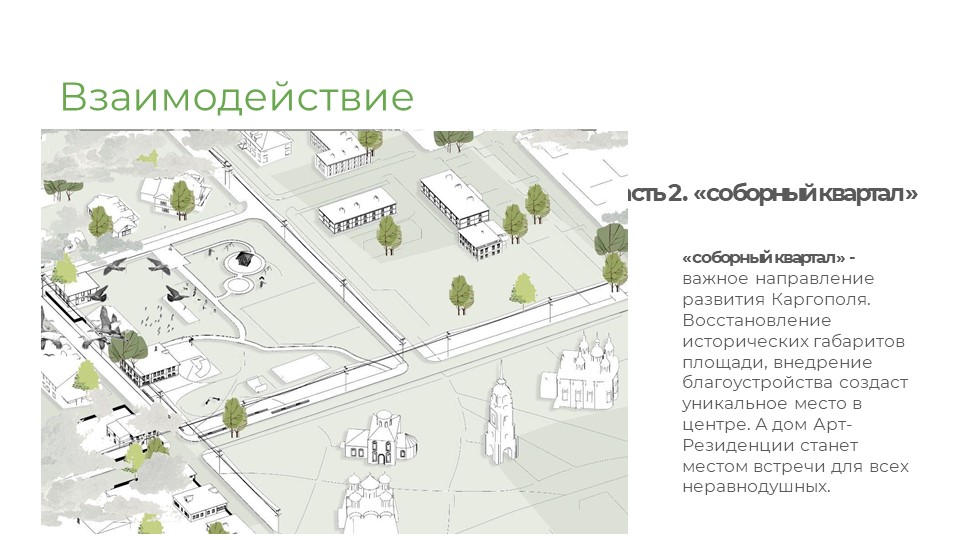 Взаимодействие
асть 2. «соборный квартал»
«соборный квартал» -
важное направление
развития Каргополя.
Восстановление
исторических габаритов
площади, внедрение
благоустройства создаст
уникальное место в
центре. А дом Арт-
Резиденции станет
местом встречи для всех
неравнодушных.